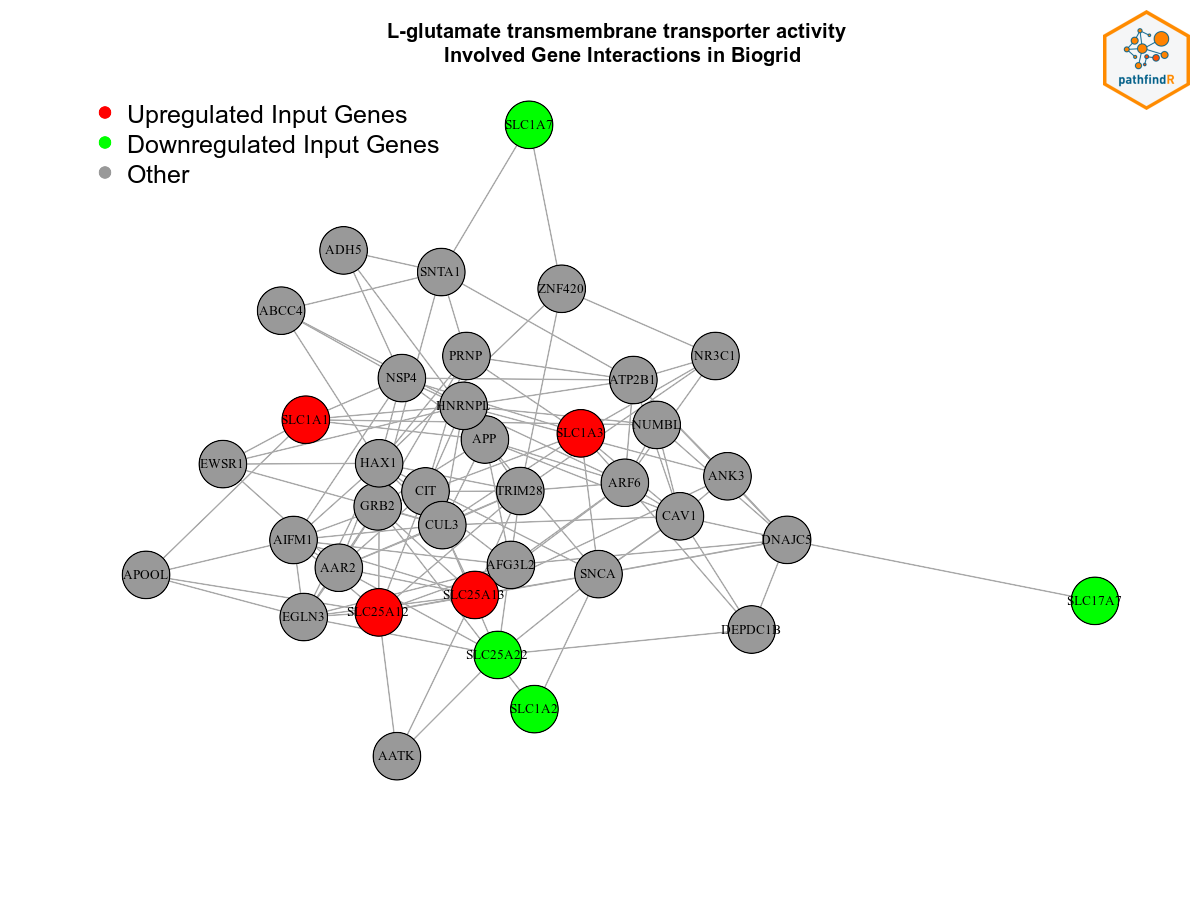 L-glutamate transmembrane transporter activity
Involved Gene Interactions in Biogrid
pathfindR
Upregulated Input Genes
Downregulated Input Genes
Other
SLC1A7
ADH5
SNTA1
ZNF420
ABCC4
PRNP
NR3C1
NSP4
ATP2B1
HNRNPL
SLC1A1
NUMBL
SLC1A3
APP
EWSR1
HAX1
ANK3
ARF6
CIT
TRIM28
GRB2
CAV1
CUL3
AIFM1
DNAJC5
AFG3L2
AAR2
APOOL
SNCA
SLC25A13
SLC17A7
SLC25A12
EGLN3
DEPDC1B
SLC25A22
SLC1A2
AATK